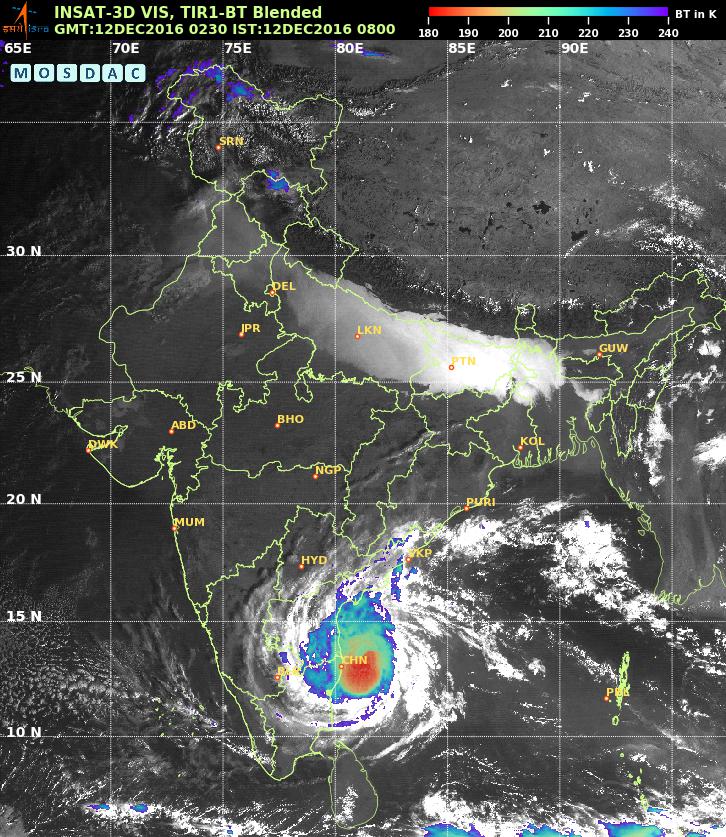 INSAT-3D VIS, TIR1-BT Blended
GMT:12DEC2016 0230 IST:12DEC2016 0800
BT in K
180 190 200 210 220 230 240
65E 70E 75E 80E 85E 90E
MOSDAC
SRN
30 N
DEL
JPR LKN
GUW
PTN
25 N
ABD BHO
DWK KOL
NGP
20 N
PURI
MUM
HYD VKP
15 N
CHN
10 N